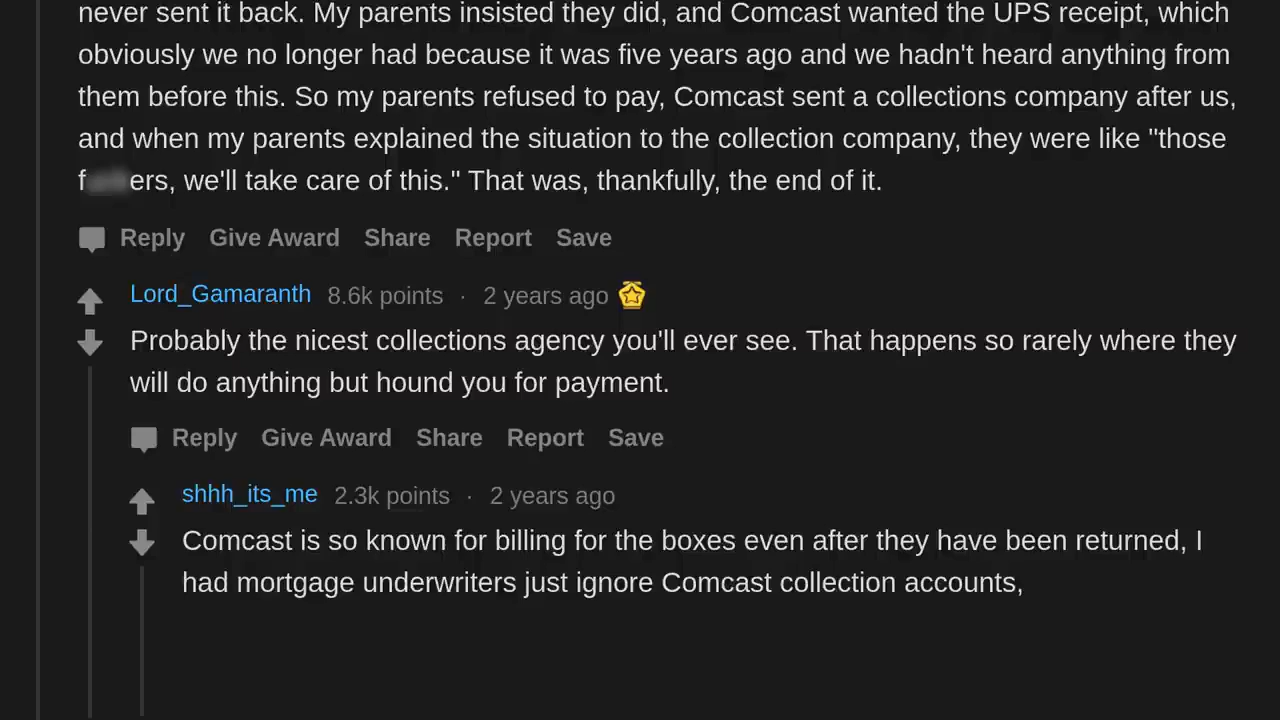 never sent it back. My parents insisted they did, and Comcast wanted the UPS receipt, which
obviously we no longer had because it was five years ago and we hadn't heard anything from
them before this. So my parents refused to pay, Comcast sent a collections company after us,
and when my parents explained the situation to the collection company, they were like "those
f ers, we'll take care of this." That was, thankfully, the end of it.
Reply Give Award Share Report Save
Lord_Gamaranth 8.6k points · 2 years ago
Probably the nicest collections agency you'll ever see. That happens so rarely where they
will do anything but hound you for payment.
Reply Give Award Share Report Save
shhh_its_me 2.3k points · 2 years ago
Comcast is so known for billing for the boxes even after they have been returned, I
had mortgage underwriters just ignore Comcast collection accounts,